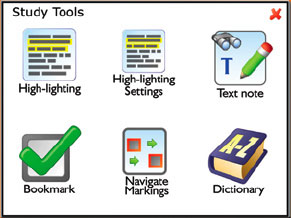 Study Tools
High-lighting
High-lighting
Settings
Text note
T
Bookmark
Navigate
Markings
Dictionary
A-Z